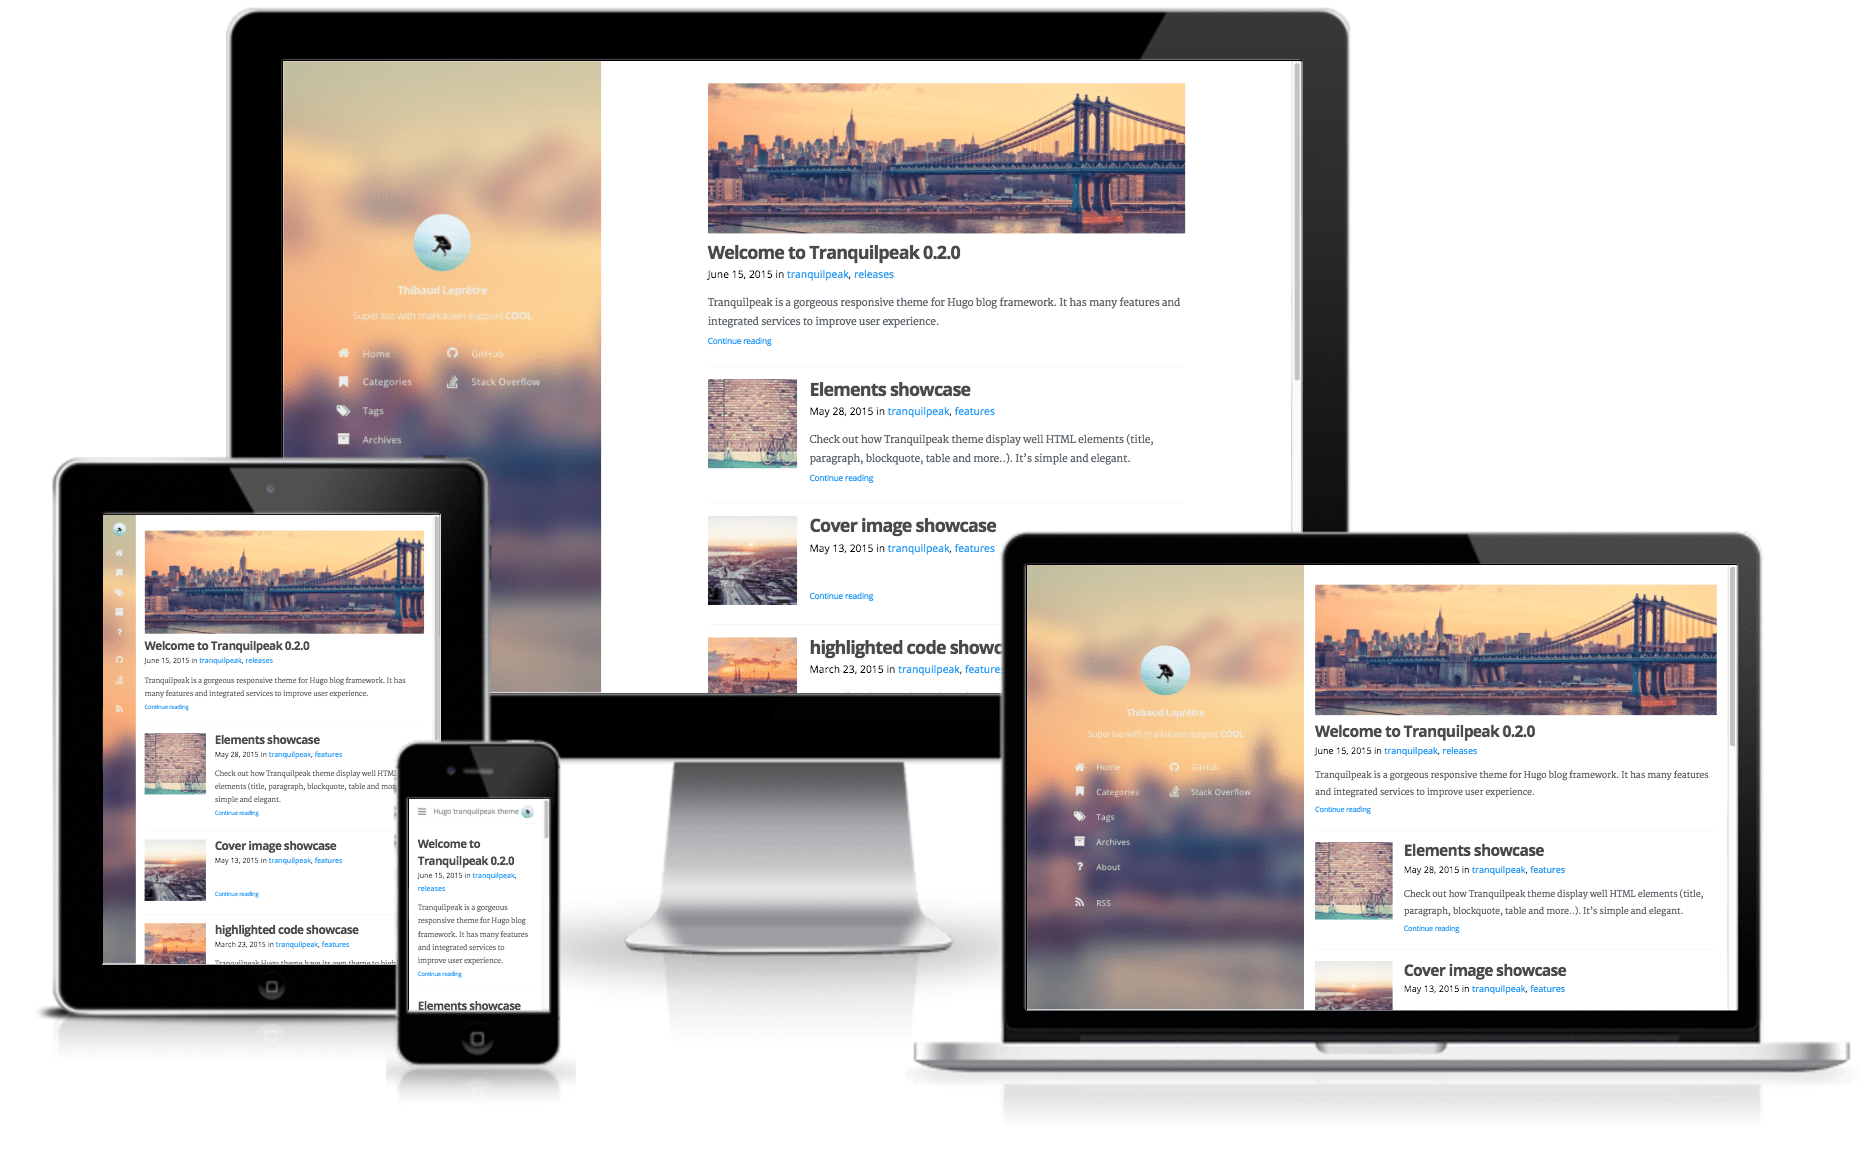 Thibaud Leprêtre
Super bio with markdown support COOL
Home
GitHub
Categories
Stack Overflow
Tags
Archives
Welcome to Tranquilpeak 0.2.0
June 15, 2015 in tranquilpeak, releases
Tranquilpeak is a gorgeous responsive theme for Hugo blog framework. It has many features and
integrated services to improve user experience.
Continue reading
Elements showcase
May 28, 2015 in tranquilpeak, features
Check out how Tranquilpeak theme display well HTML elements (title,
paragraph, blockquote, table and more..). It's simple and elegant.
Continue reading
Cover image showcase
May 13, 2015 in tranquilpeak, features
Continue reading
highlighted code showc
March 23, 2015 in tranquilpeak, feature
Welcome to Tranquilpeak 0.2.0
June 15, 2015 in tranquilpeak, releases
Tranquilpeak is a gorgeous responsive theme for Hugo blog framework. It has
many features and integrated services to improve user experience.
Continue reading
Elements showcase
May 28, 2015 in tranquilpeak, features
Check out how Tranquilpeak theme display well HTM
elements (title, paragraph, blockquote, table and mo
simple and elegant.
Continue reading
Cover image showcase
May 13, 2015 in tranquilpeak, features
Continue reading
highlighted code showcase
March 23, 2015 in tranquilpeak, features
Tranquilpeak Hugo theme have its own theme to high
Hugo tranquilpeak theme
Welcome to
Tranquilpeak 0.2.0
June 15, 2015 in tranquilpeak,
releases
Tranquilpeak is a gorgeous
responsive theme for Hugo blog
framework. It has many features
and integrated services to
improve user experience.
Continue reading
Elements showcase
Thibaud Leprêtre
Super bio with markdown support COOL
Home
GitHub
Categories
Stack Overflow
Tags
Archives
About
RSS
Welcome to Tranquilpeak 0.2.0
June 15, 2015 in tranquilpeak, releases
Tranquilpeak is a gorgeous responsive theme for Hugo blog framework. It has many features
and integrated services to improve user experience.
Continue reading
Elements showcase
May 28, 2015 in tranquilpeak, features
Check out how Tranquilpeak theme display well HTML elements (title,
paragraph, blockquote, table and more..). It's simple and elegant.
Continue reading
Cover image showcase
May 13, 2015 in tranquilpeak, features